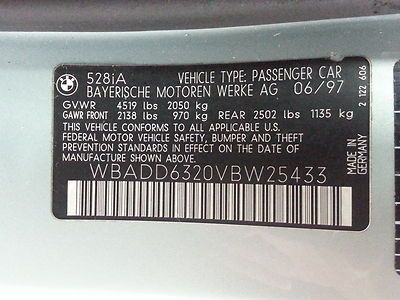 BMW
528iA VEHICLE TYPE: PASSENGER CAR
BAYERISCHE MOTOREN WERKE AG 06/97
GVWR 4519 lbs 2050 kg
GAWR FRONT 2138 lbs 970 kg REAR 2502 lbs 1135 kg
THIS VEHICLE CONFORMS TO ALL APPLICABLE U.S.
FEDERAL MOTOR VEHICLE SAFETY, BUMPER AND THEFT
PREVENTION STANDARDS IN EFFECT ON THE DATE OF
MANUFACTURE SHOWN ABOVE.
WBADD6320VBW25433
2 122 606
MADE IN
GERMANY